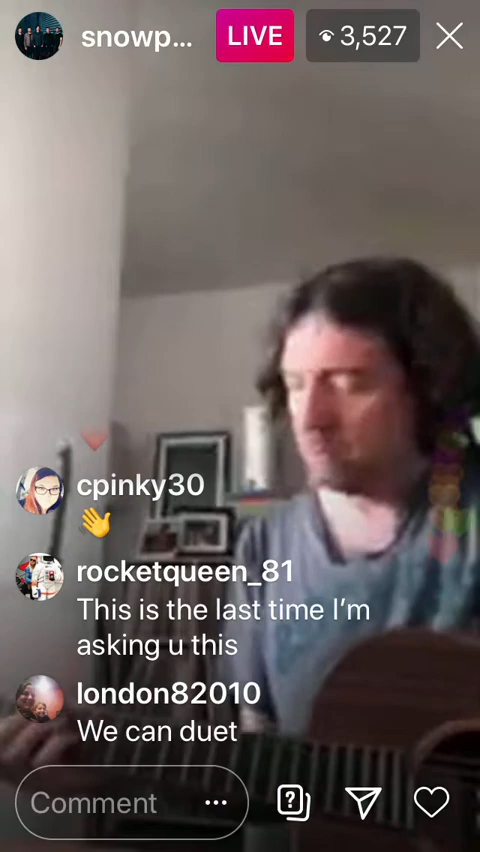 snowp...
LIVE
3,527
cpinky30
👋
rocketqueen_81
This is the last time I'm
asking u this
london82010
We can duet
Comment